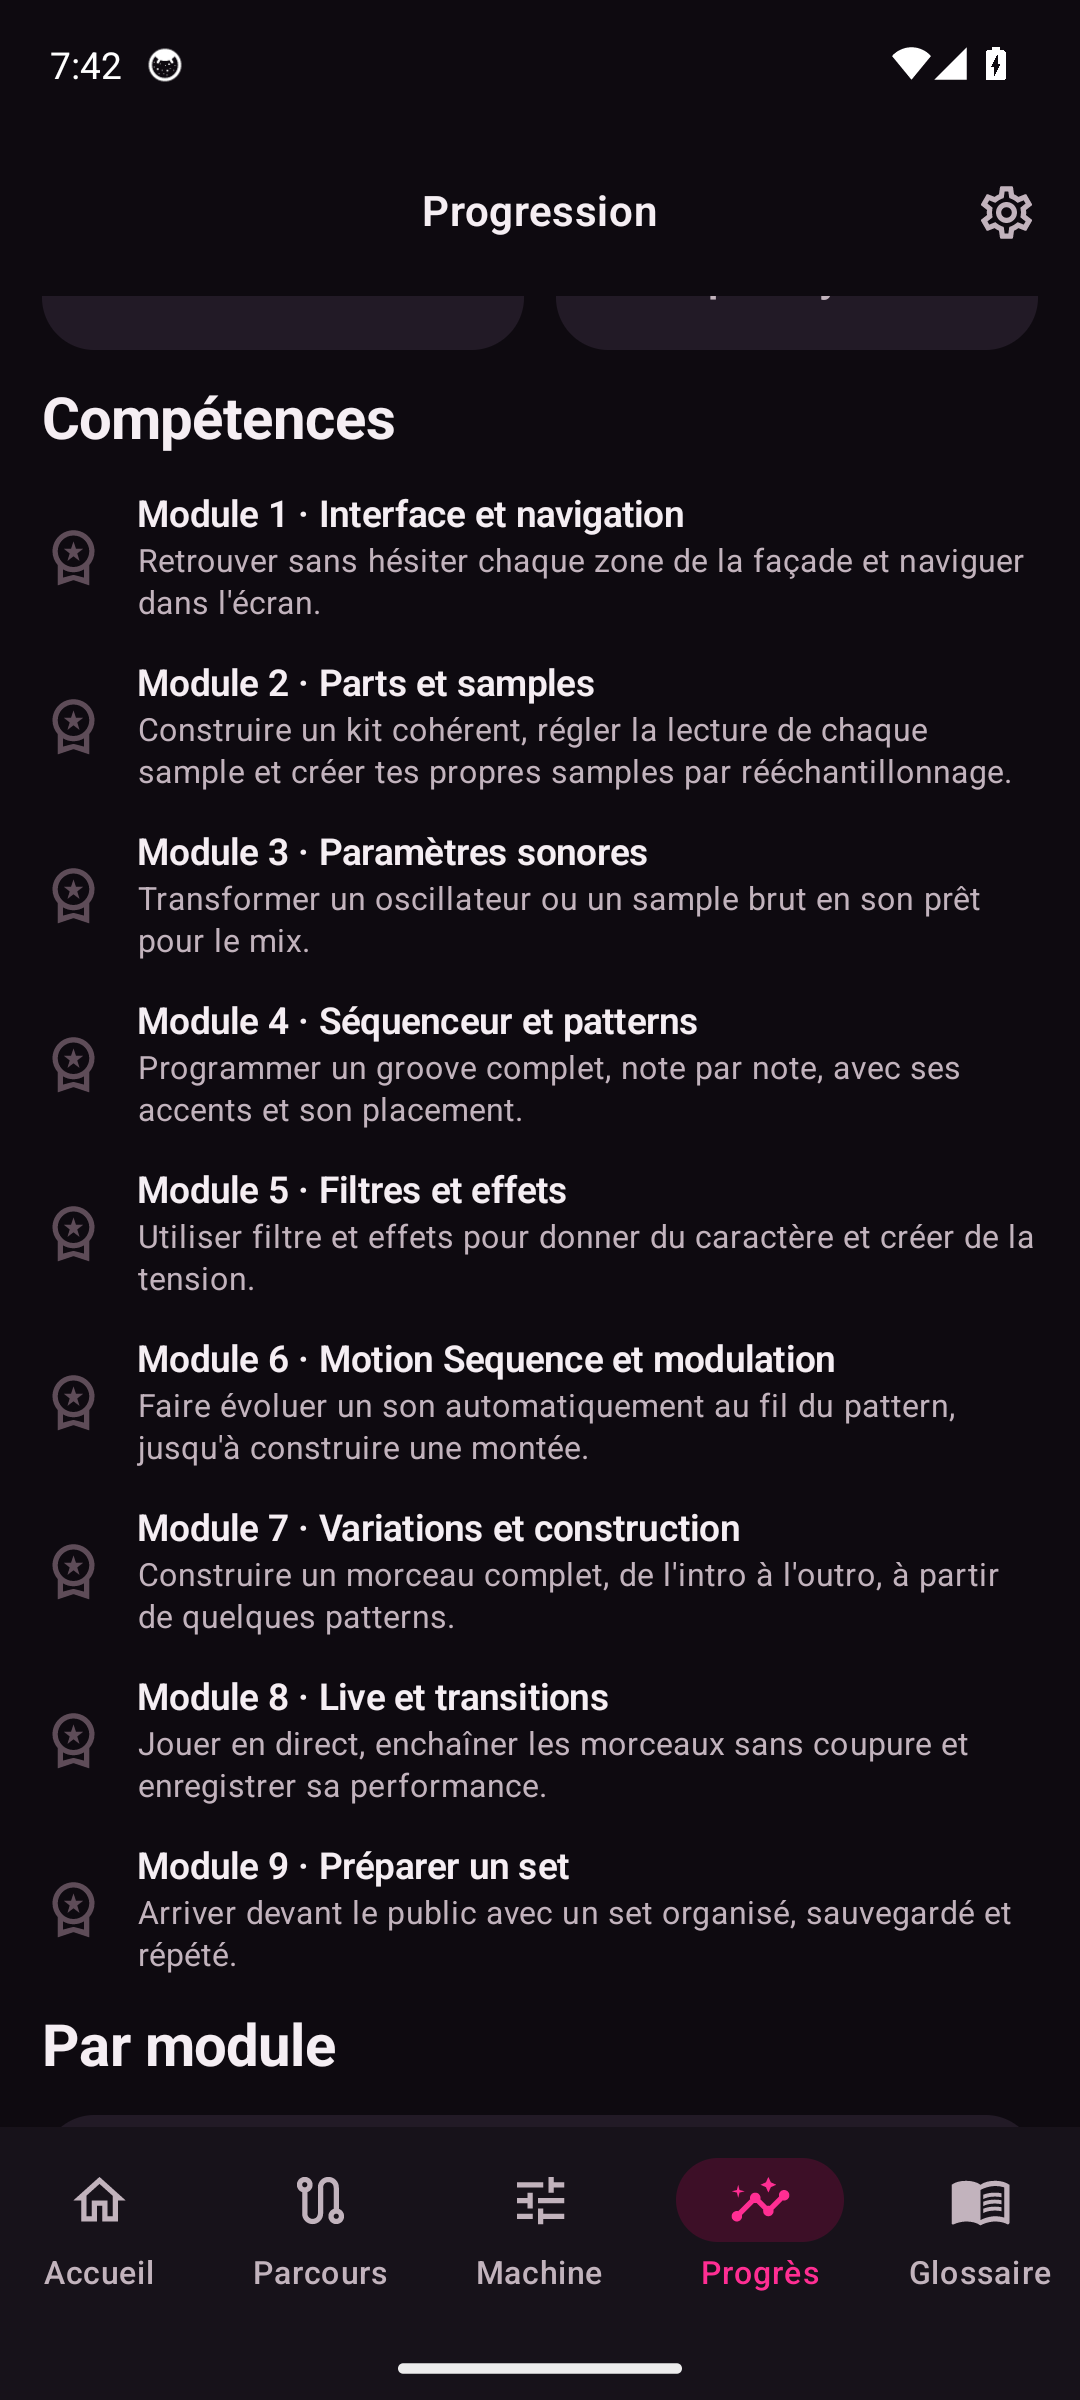 7:42
Progression
Compétences
Module 1 · Interface et navigation
Retrouver sans hésiter chaque zone de la façade et naviguer
dans l'écran.
Module 2 · Parts et samples
Construire un kit cohérent, régler la lecture de chaque
sample et créer tes propres samples par rééchantillonnage.
Module 3 · Paramètres sonores
Transformer un oscillateur ou un sample brut en son prêt
pour le mix.
Module 4 · Séquenceur et patterns
Programmer un groove complet, note par note, avec ses
accents et son placement.
Module 5 · Filtres et effets
Utiliser filtre et effets pour donner du caractère et créer de la
tension.
Module 6 · Motion Sequence et modulation
Faire évoluer un son automatiquement au fil du pattern,
jusqu'à construire une montée.
Module 7 · Variations et construction
Construire un morceau complet, de l'intro à l'outro, à partir
de quelques patterns.
Module 8 · Live et transitions
Jouer en direct, enchaîner les morceaux sans coupure et
enregistrer sa performance.
Module 9 · Préparer un set
Arriver devant le public avec un set organisé, sauvegardé et
répété.
Par module
Accueil
Parcours
Machine
Progrès
Glossaire